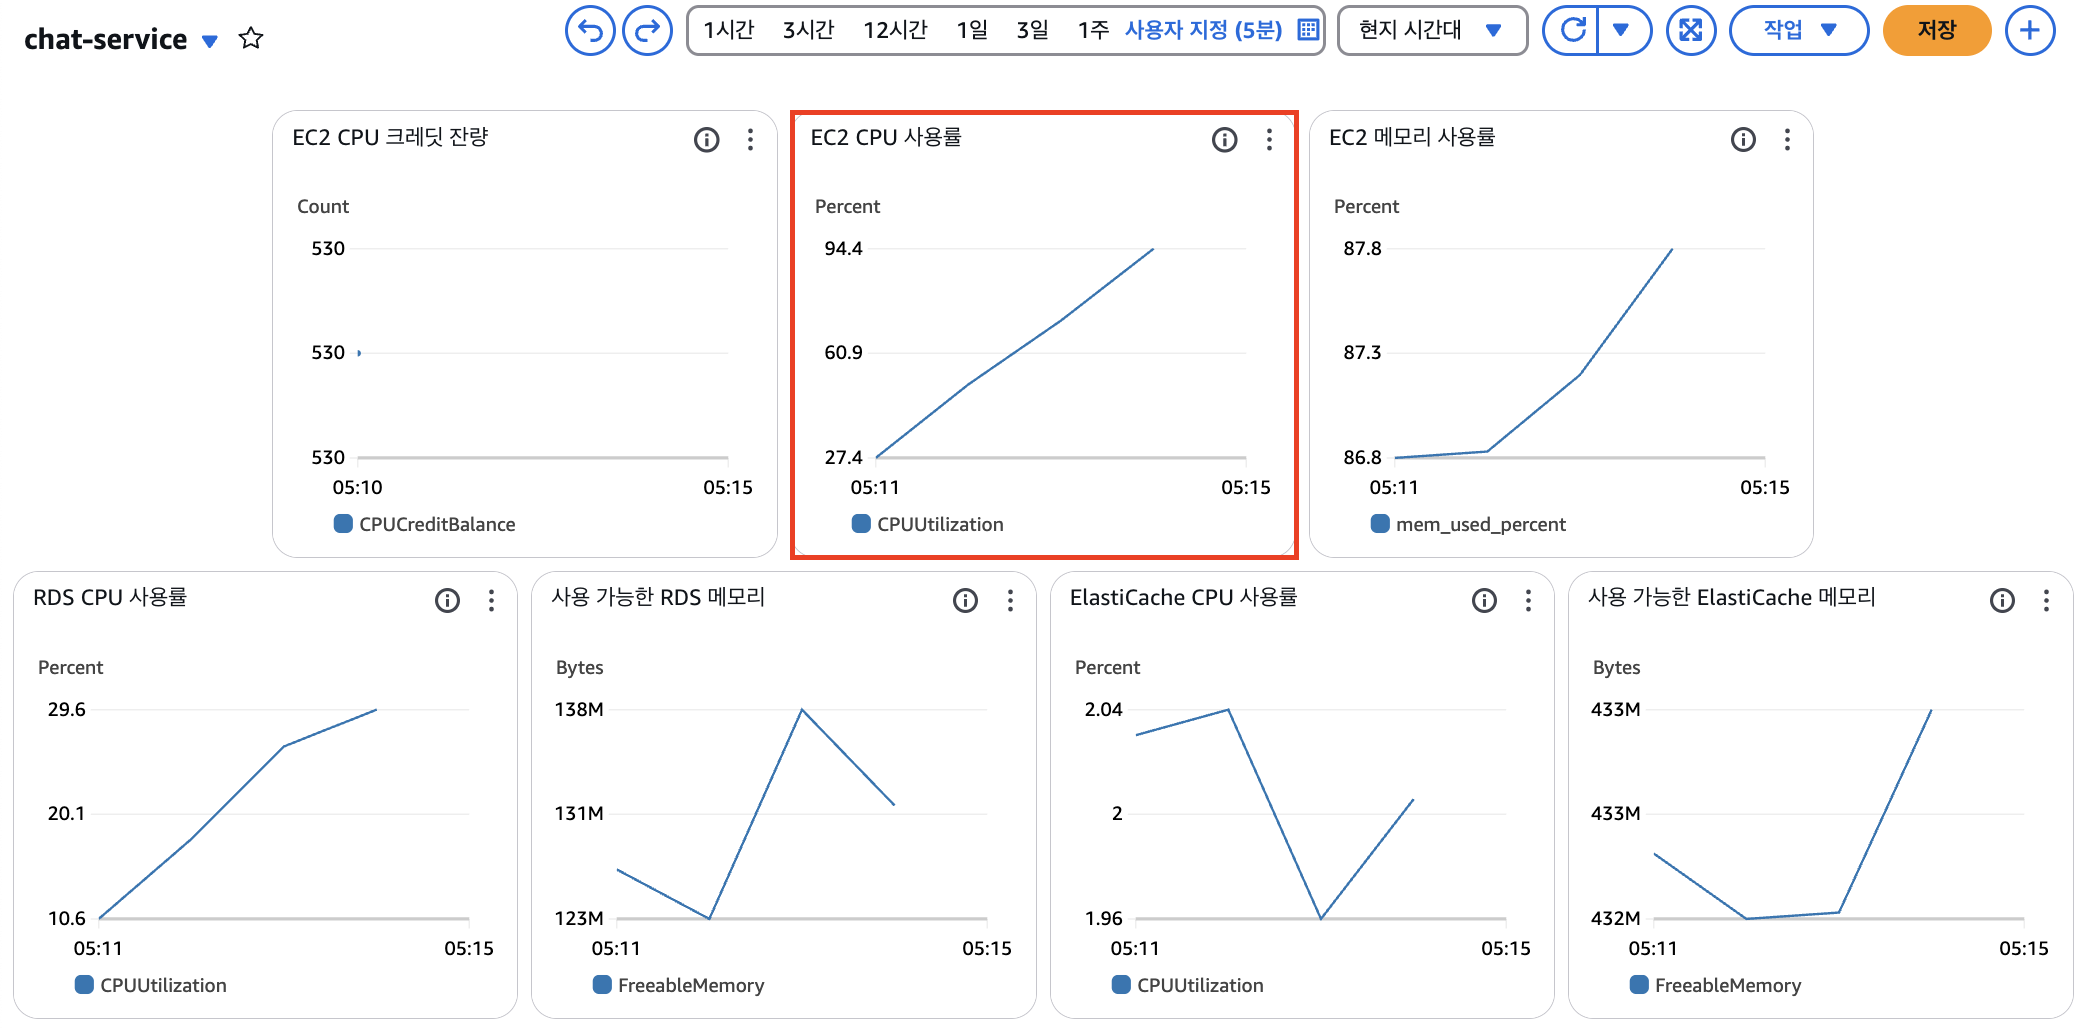 chat-service
1시간 3시간 12시간 1일 3일 1주 사용자 지정 (5분)
현지 시간대
작업
저장
EC2 CPU 크레딧 잔량
Count
530
530
530
05:10 05:15
CPUCreditBalance
EC2 CPU 사용률
Percent
94.4
60.9
27.4
05:11 05:15
CPUUtilization
EC2 메모리 사용률
Percent
87.8
87.3
86.8
05:11 05:15
mem_used_percent
RDS CPU 사용률
Percent
29.6
20.1
10.6
05:11 05:15
CPUUtilization
사용 가능한 RDS 메모리
Bytes
138M
131M
123M
05:11 05:15
FreeableMemory
ElastiCache CPU 사용률
Percent
2.04
2
1.96
05:11 05:15
CPUUtilization
사용 가능한 ElastiCache 메모리
Bytes
433M
433M
432M
05:11 05:15
FreeableMemory